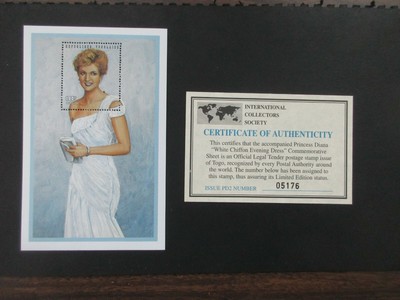 REPUBLIQUE TOGOLAISE
INTERNATIONAL
COLLECTORS
SOCIETY
CERTIFICATE OF AUTHENTICITY
This certifies that the accompanied Princess Diana
"White Chiffon Evening Dress" Commemorative
Sheet is an Official Legal Tender postage stamp issue
of Togo, recognized by every Postal Authority around
the world. The number below has been assigned to
this stamp, thus assuring its Limited Edition status.
ISSUE PD2 NUMBER 05176